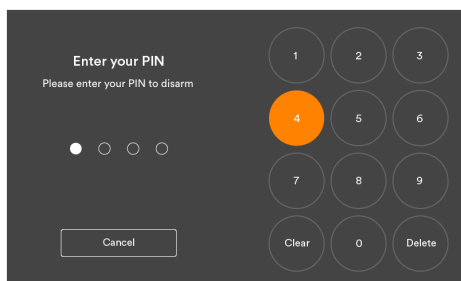 Enter your PIN
Please enter your PIN to disarm
Cancel
1 2 3
4 5 6
7 8 9
Clear 0 Delete